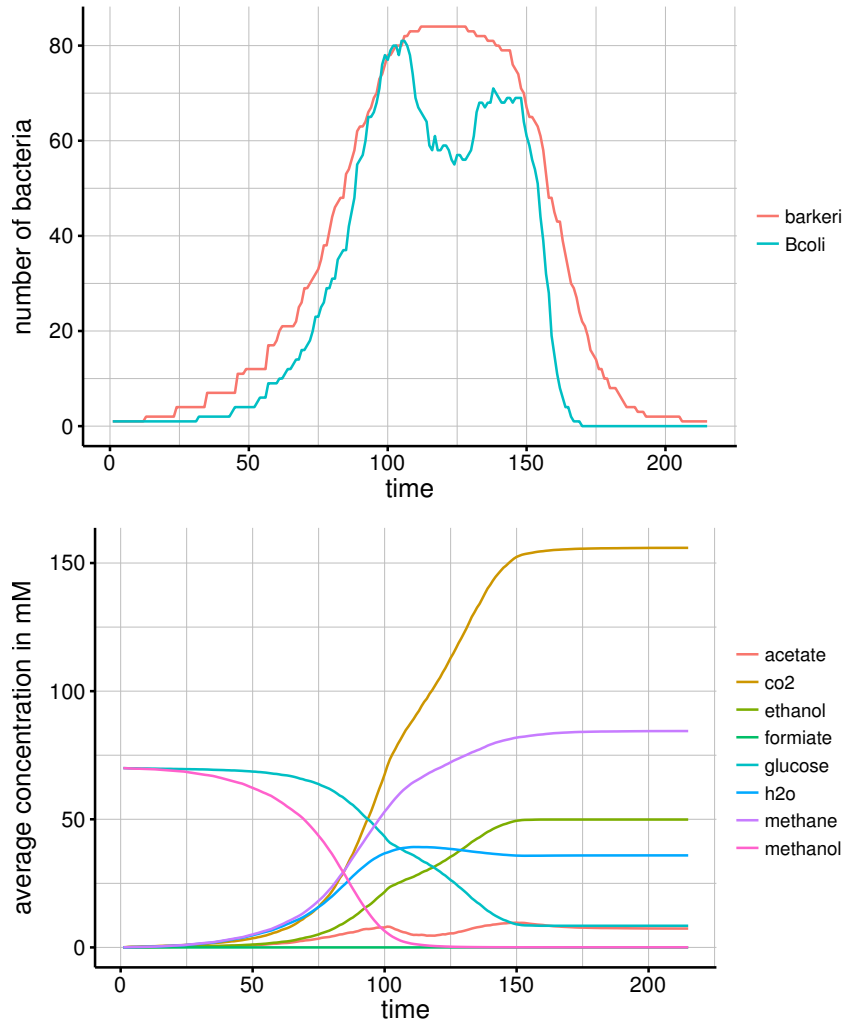 number of bacteria
80
60
40
20
0
0 50 100 150 200
time
barkeri
Bcoli
average concentration in mM
150
100
50
0
0 50 100 150 200
time
acetate
co2
ethanol
formiate
glucose
h2o
methane
methanol